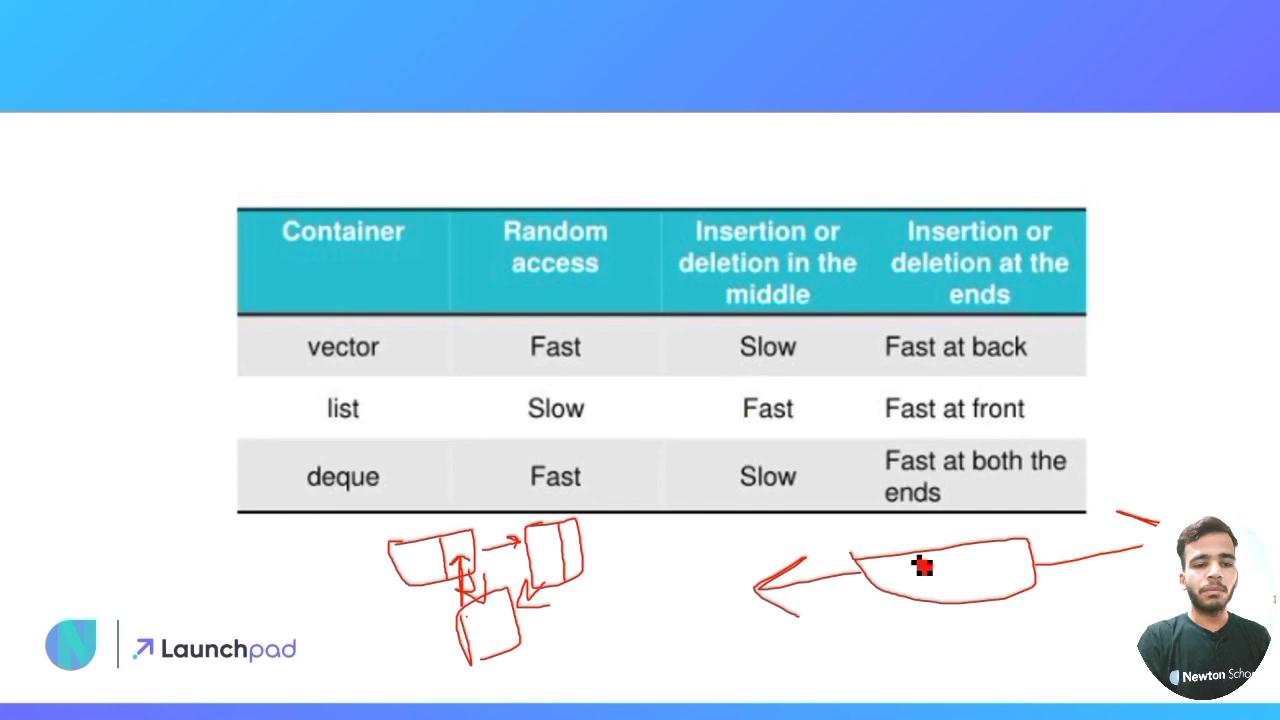 Container Random access Insertion or deletion in the middle Insertion or deletion at the ends
vector Fast Slow Fast at back
list Slow Fast Fast at front
deque Fast Slow Fast at both the ends
Launchpad
Newton